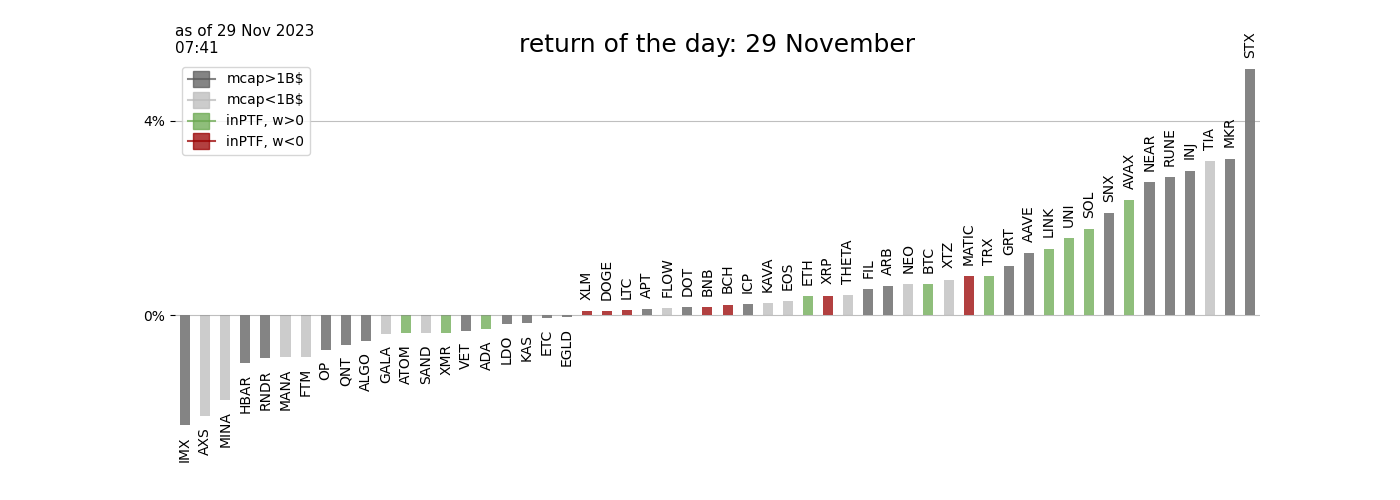 as of 29 Nov 2023
07:41
return of the day: 29 November
mcap>1B$
mcap<1B$
inPTF, w>0
inPTF, w<0
4%
0%
IMX
AXS
MINA
HBAR
RNDR
MANA
FTM
OP
QNT
ALGO
GALA
ATOM
SAND
XMR
VET
ADA
LDO
KAS
ETC
EGLD
XLM
DOGE
LTC
APT
FLOW
DOT
BNB
BCH
ICP
KAVA
EOS
ETH
XRP
THETA
FIL
ARB
NEO
BTC
XTZ
MATIC
TRX
GRT
AAVE
LINK
UNI
SOL
SNX
AVAX
NEAR
RUNE
INJ
TIA
MKR
STX